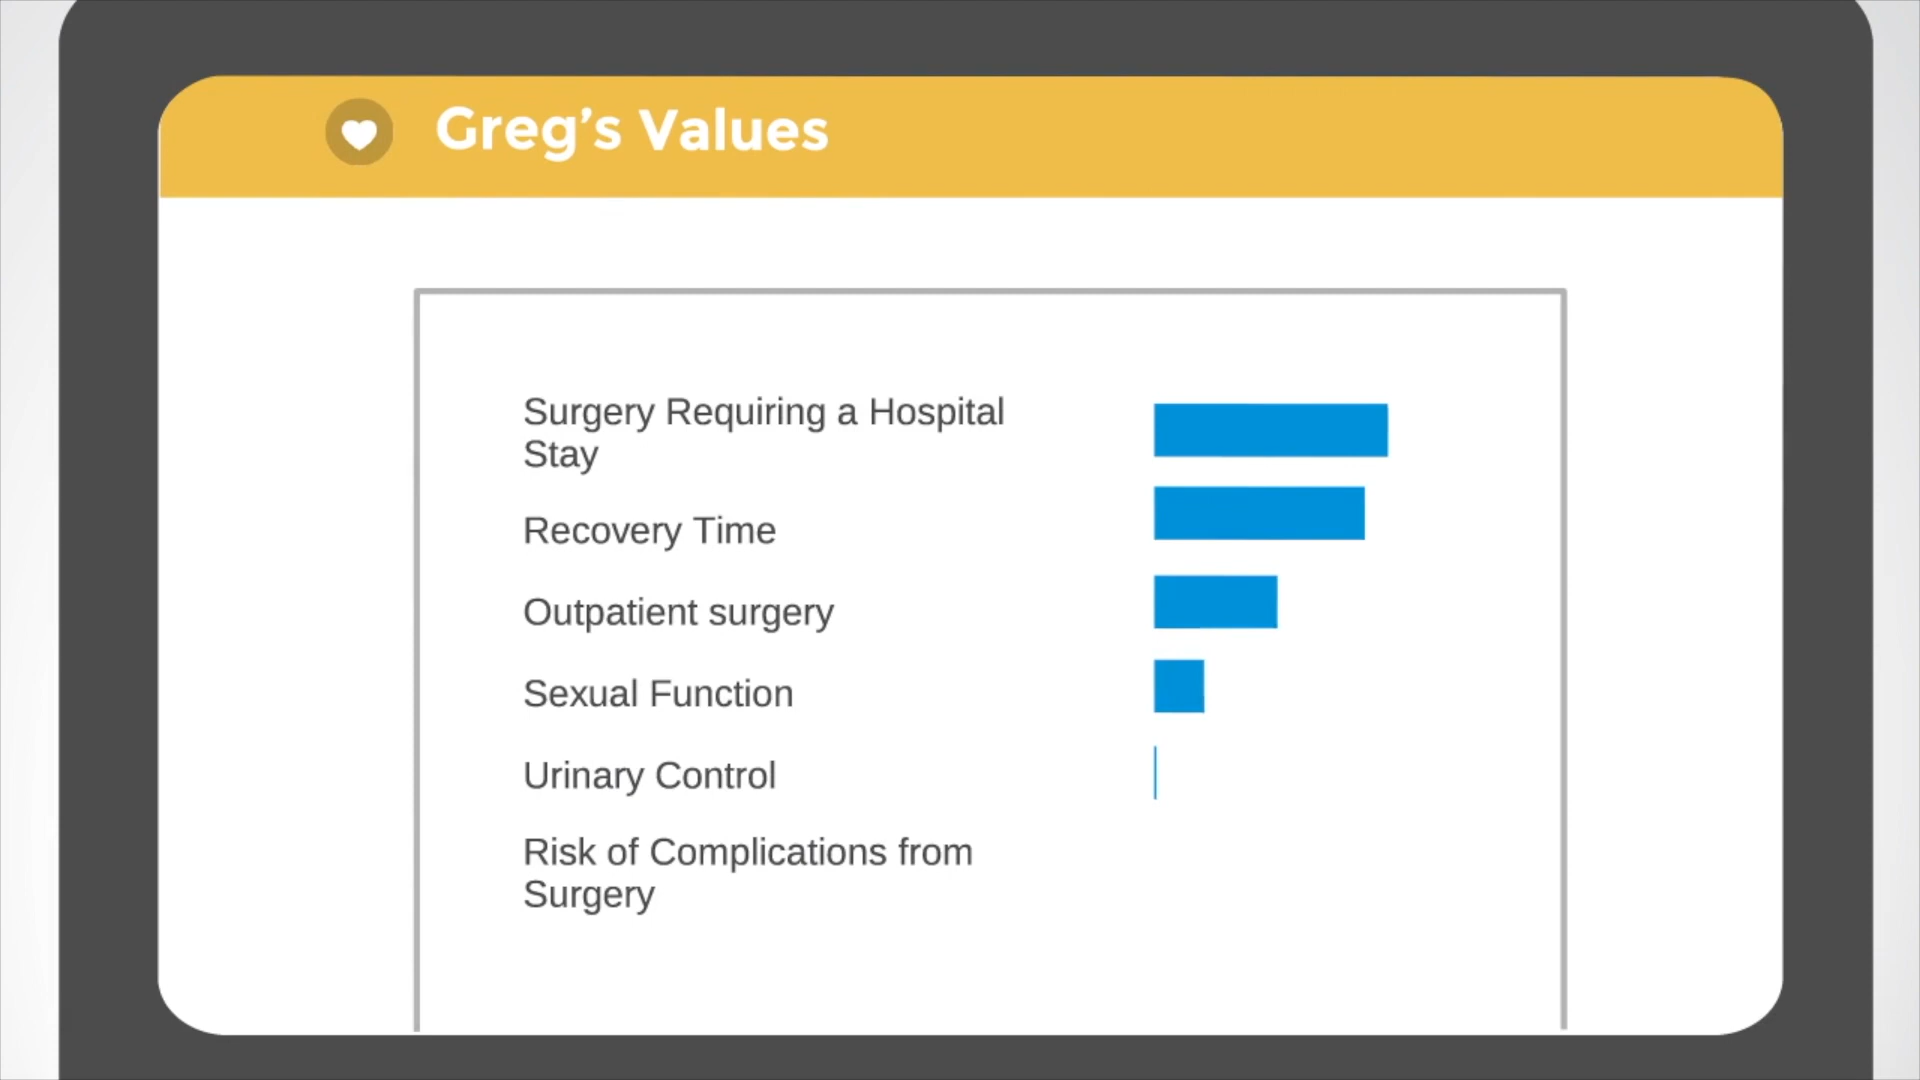 Greg’s Values
Surgery Requiring a Hospital
Stay
Recovery Time
Outpatient surgery
Sexual Function
Urinary Control
Risk of Complications from
Surgery